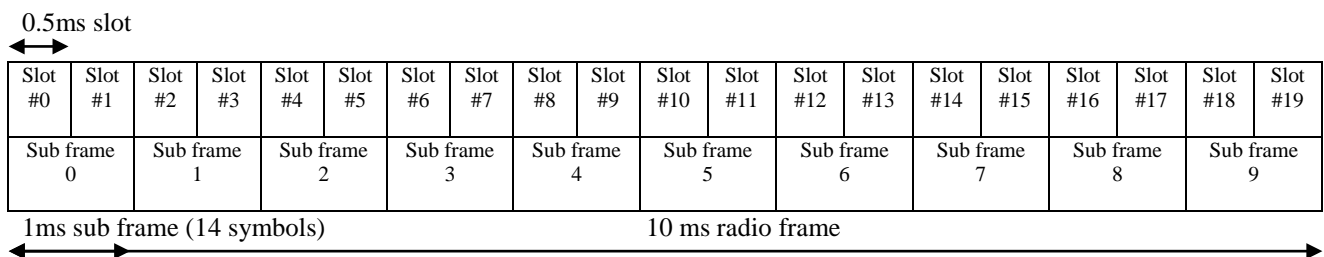 0.5ms slot
Slot #0 Slot #1 Slot #2 Slot #3 Slot #4 Slot #5 Slot #6 Slot #7 Slot #8 Slot #9 Slot #10 Slot #11 Slot #12 Slot #13 Slot #14 Slot #15 Slot #16 Slot #17 Slot #18 Slot #19
Sub frame 0 Sub frame 1 Sub frame 2 Sub frame 3 Sub frame 4 Sub frame 5 Sub frame 6 Sub frame 7 Sub frame 8 Sub frame 9
1ms sub frame (14 symbols) 10 ms radio frame